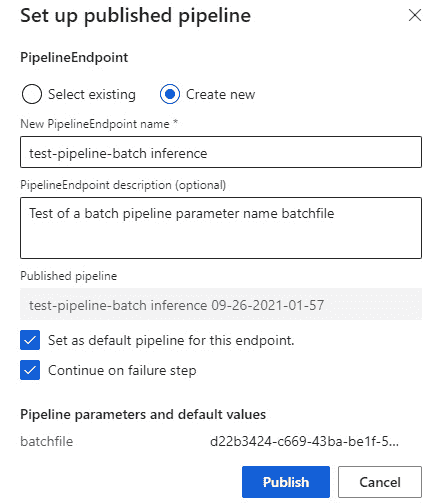 Set up published pipeline
PipelineEndpoint
Select existing
Create new
New PipelineEndpoint name *
test-pipeline-batch inference
PipelineEndpoint description (optional)
Test of a batch pipeline parameter name batchfile
Published pipeline
test-pipeline-batch inference 09-26-2021-01-57
Set as default pipeline for this endpoint.
Continue on failure step
Pipeline parameters and default values
batchfile d22b3424-c669-43ba-be1f-5...
Publish
Cancel